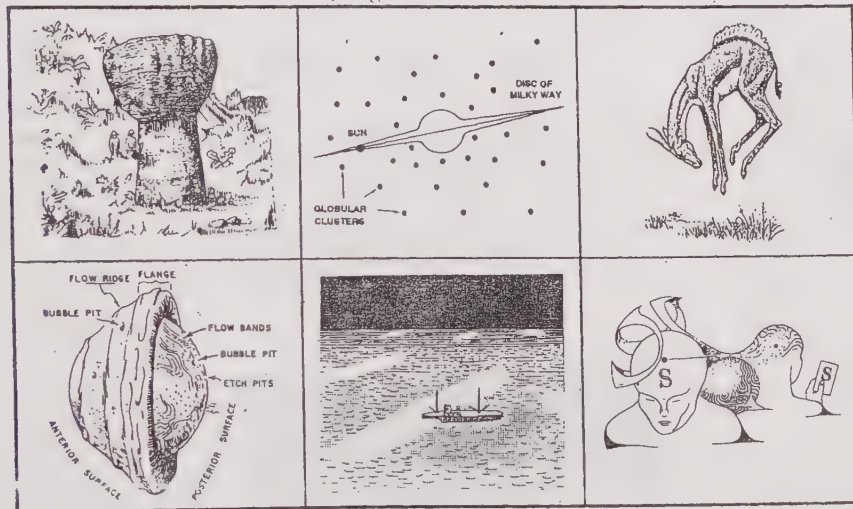 DISC OF
MILKY WAY
SUN
GLOBULAR
CLUSTERS
FLOW RIDGE FLANGE
BUBBLE PIT
FLOW BANDS
BUBBLE PIT
ETCH PITS
ANTERIOR SURFACE
POSTERIOR SURFACE
S
S